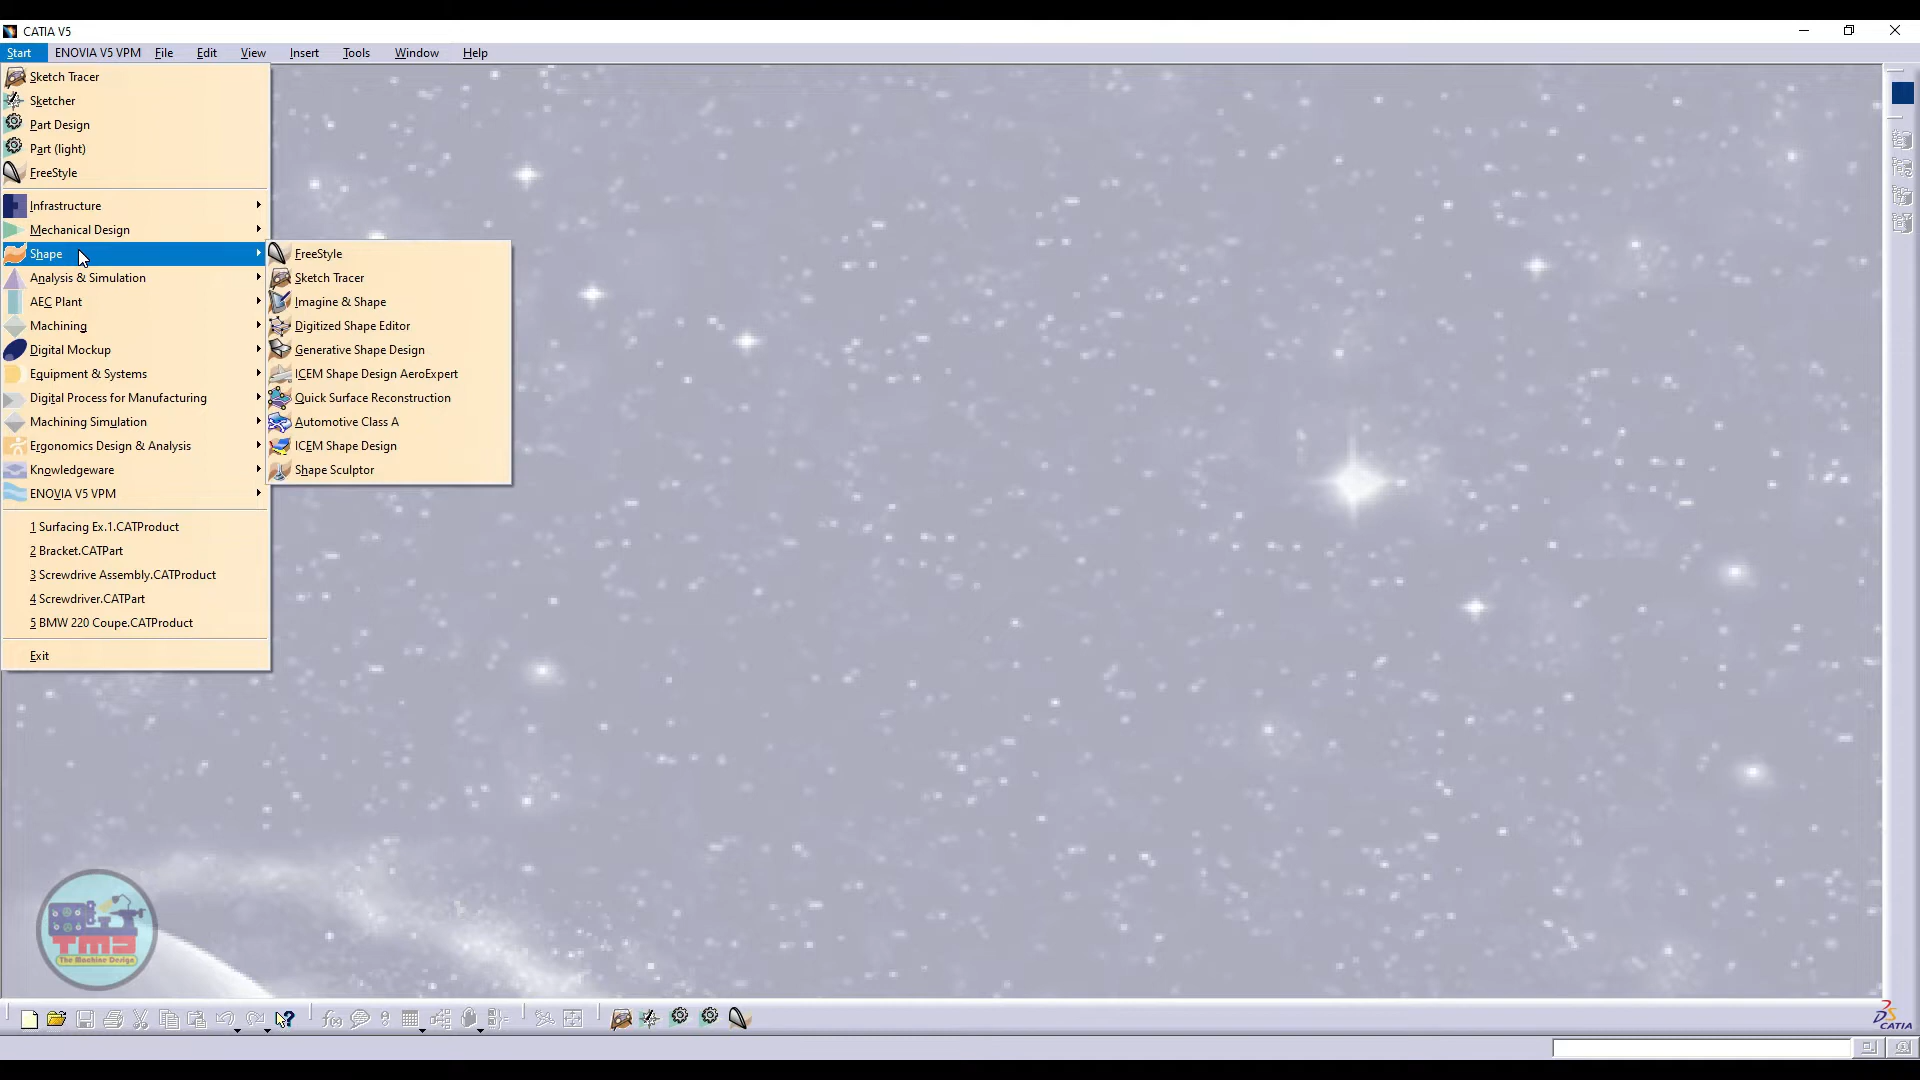 CATIA V5
Start ENOVIA V5 VPM File Edit View Insert Tools Window Help
Sketch Tracer
Sketcher
Part Design
Part (light)
FreeStyle
Infrastructure
Mechanical Design
Shape
Analysis & Simulation
AEC Plant
Machining
Digital Mockup
Equipment & Systems
Digital Process for Manufacturing
Machining Simulation
Ergonomics Design & Analysis
Knowledgeware
ENOVIA V5 VPM
1 Surfacing Ex.1.CATProduct
2 Bracket.CATPart
3 Screwdrive Assembly.CATProduct
4 Screwdriver.CATPart
5 BMW 220 Coupe.CATProduct
Exit
FreeStyle
Sketch Tracer
Imagine & Shape
Digitized Shape Editor
Generative Shape Design
ICEM Shape Design AeroExpert
Quick Surface Reconstruction
Automotive Class A
ICEM Shape Design
Shape Sculptor
TM3
The Machine Design
f(x)
CATIA